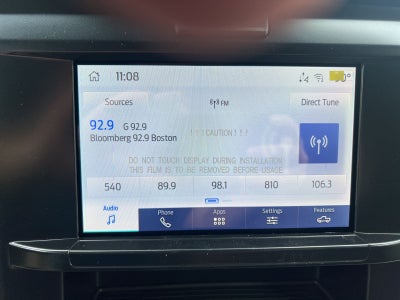 11:08
Sources FM Direct Tune
92.9 G 92.9
Bloomberg 92.9 Boston
! ! ! CAUTION ! ! !
DO NOT TOUCH DISPLAY DURING INSTALLATION
THIS FILM IS TO BE REMOVED BEFORE USAGE
540 89.9 98.1 810 106.3
Audio Phone Apps Settings Features